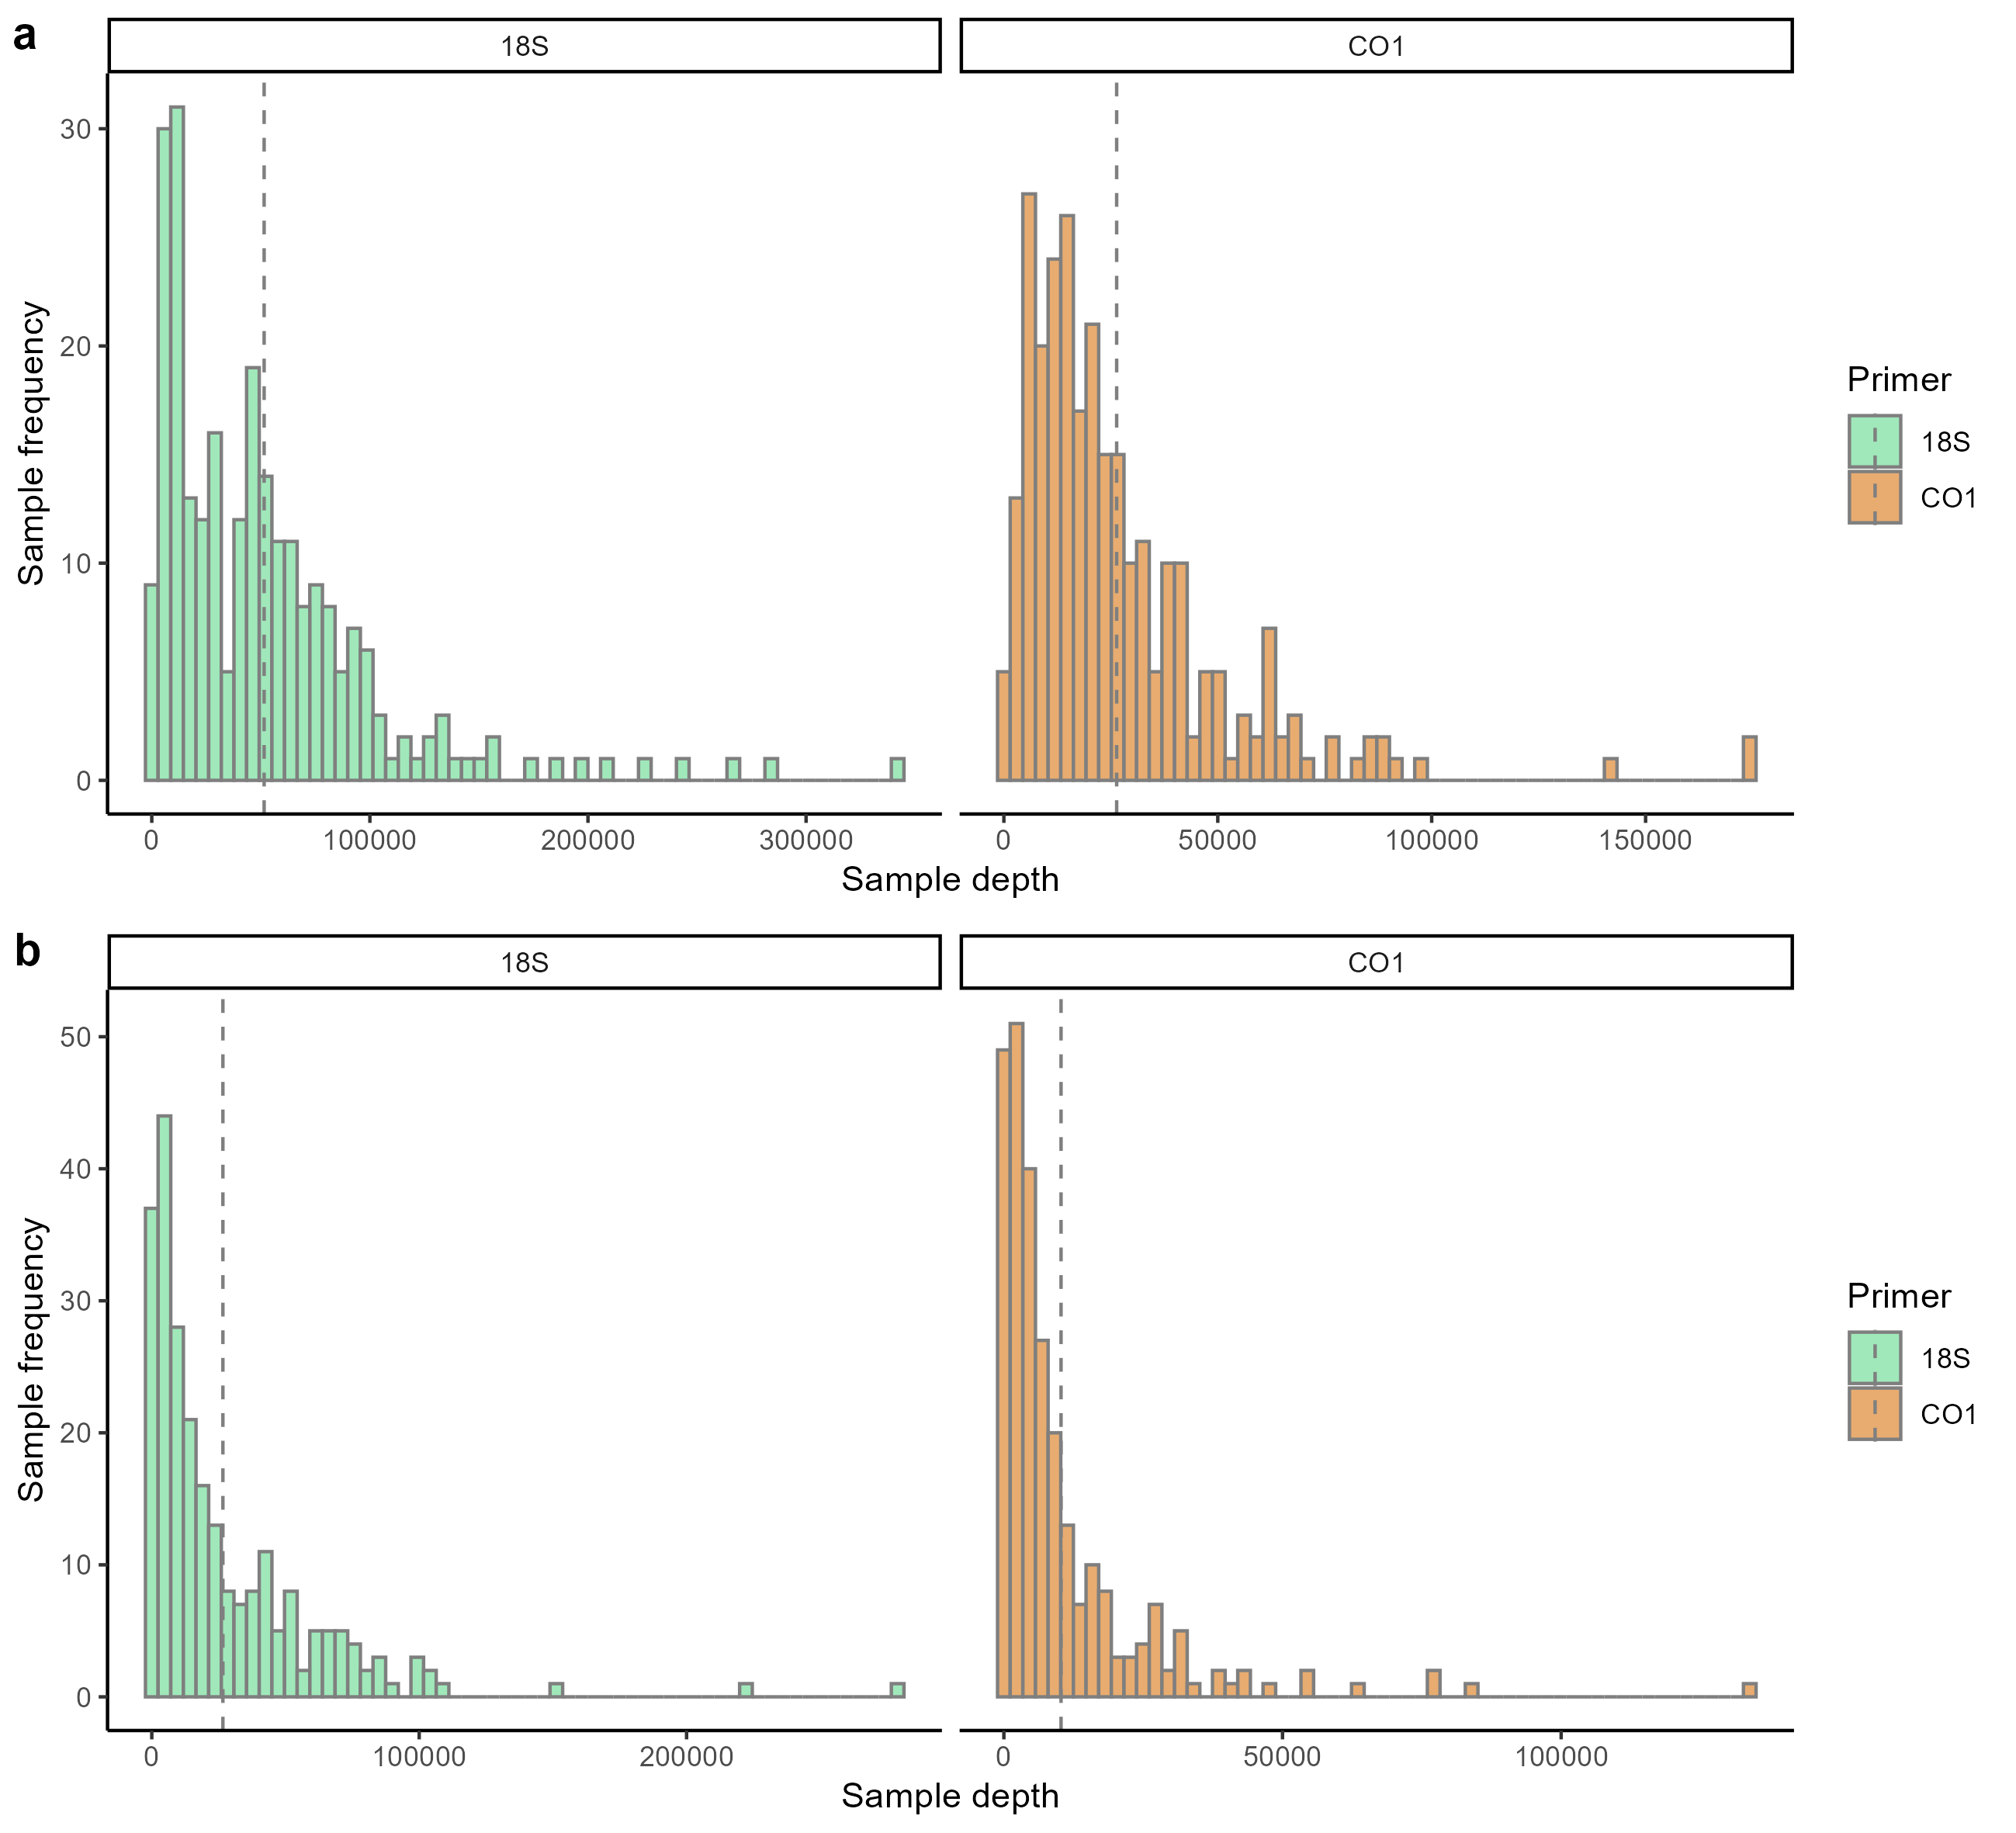 a
18S CO1
30
20
10
0
Sample frequency
0 100000 200000 300000 0 50000 100000 150000
Sample depth
Primer
18S
CO1
b
18S CO1
50
40
30
20
10
0
Sample frequency
0 100000 200000 0 50000 100000
Sample depth
Primer
18S
CO1